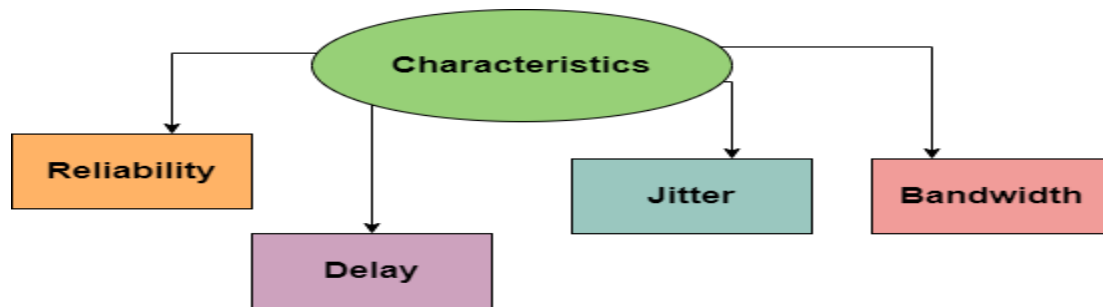 Characteristics
Reliability
Delay
Jitter
Bandwidth